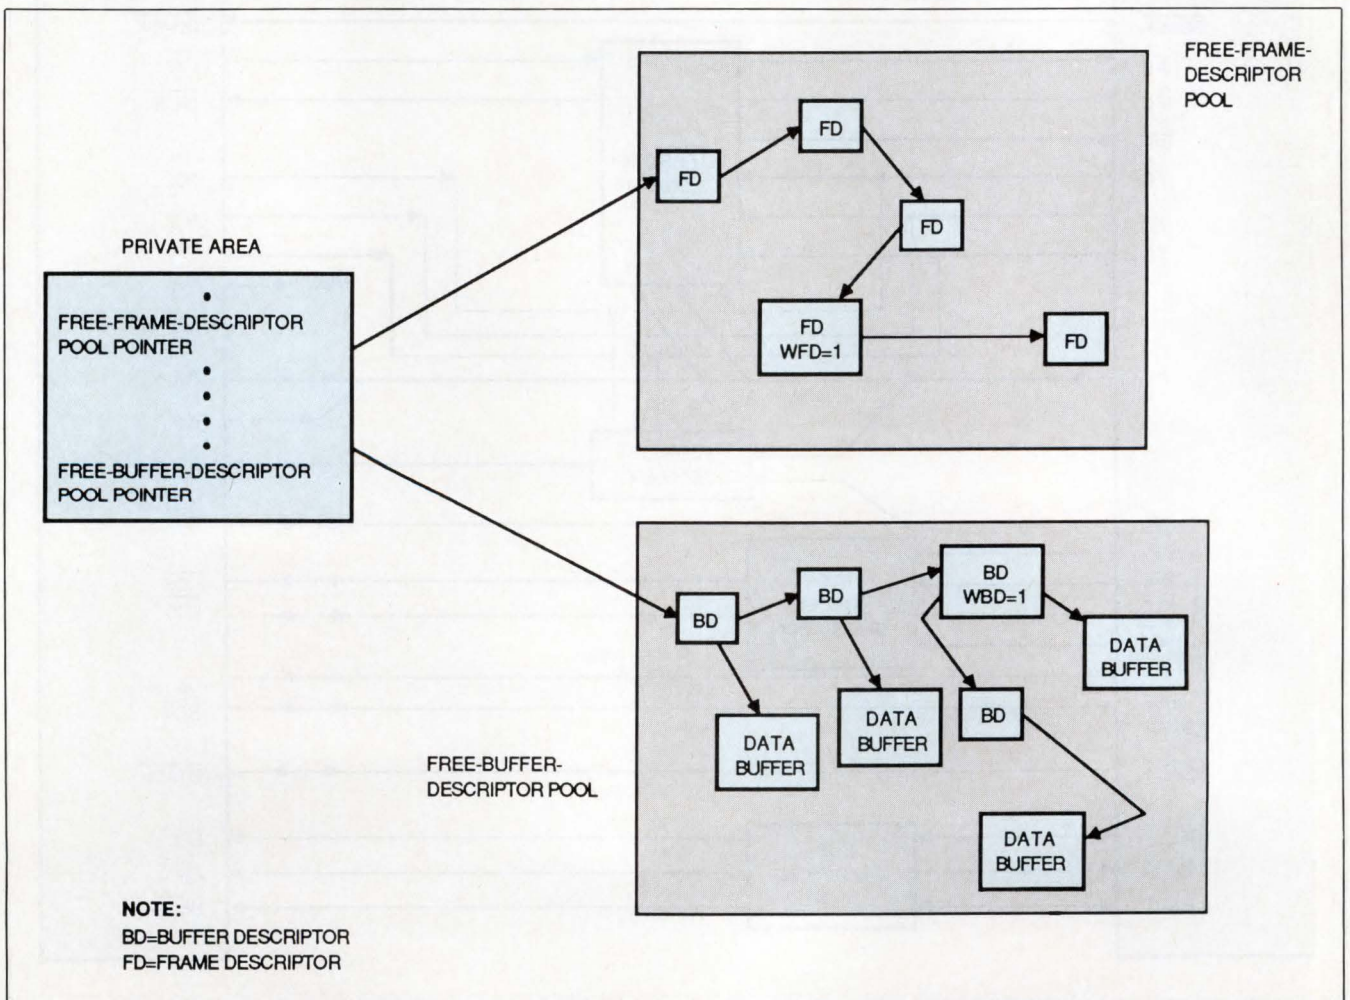 FREE-FRAME-
DESCRIPTOR
POOL
FD
FD
FD
FD
WFD=1
FD
PRIVATE AREA
FREE-FRAME-DESCRIPTOR
POOL POINTER
FREE-BUFFER-DESCRIPTOR
POOL POINTER
BD
BD
BD
WBD=1
DATA
BUFFER
BD
DATA
BUFFER
DATA
BUFFER
DATA
BUFFER
FREE-BUFFER-
DESCRIPTOR POOL
NOTE:
BD=BUFFER DESCRIPTOR
FD=FRAME DESCRIPTOR